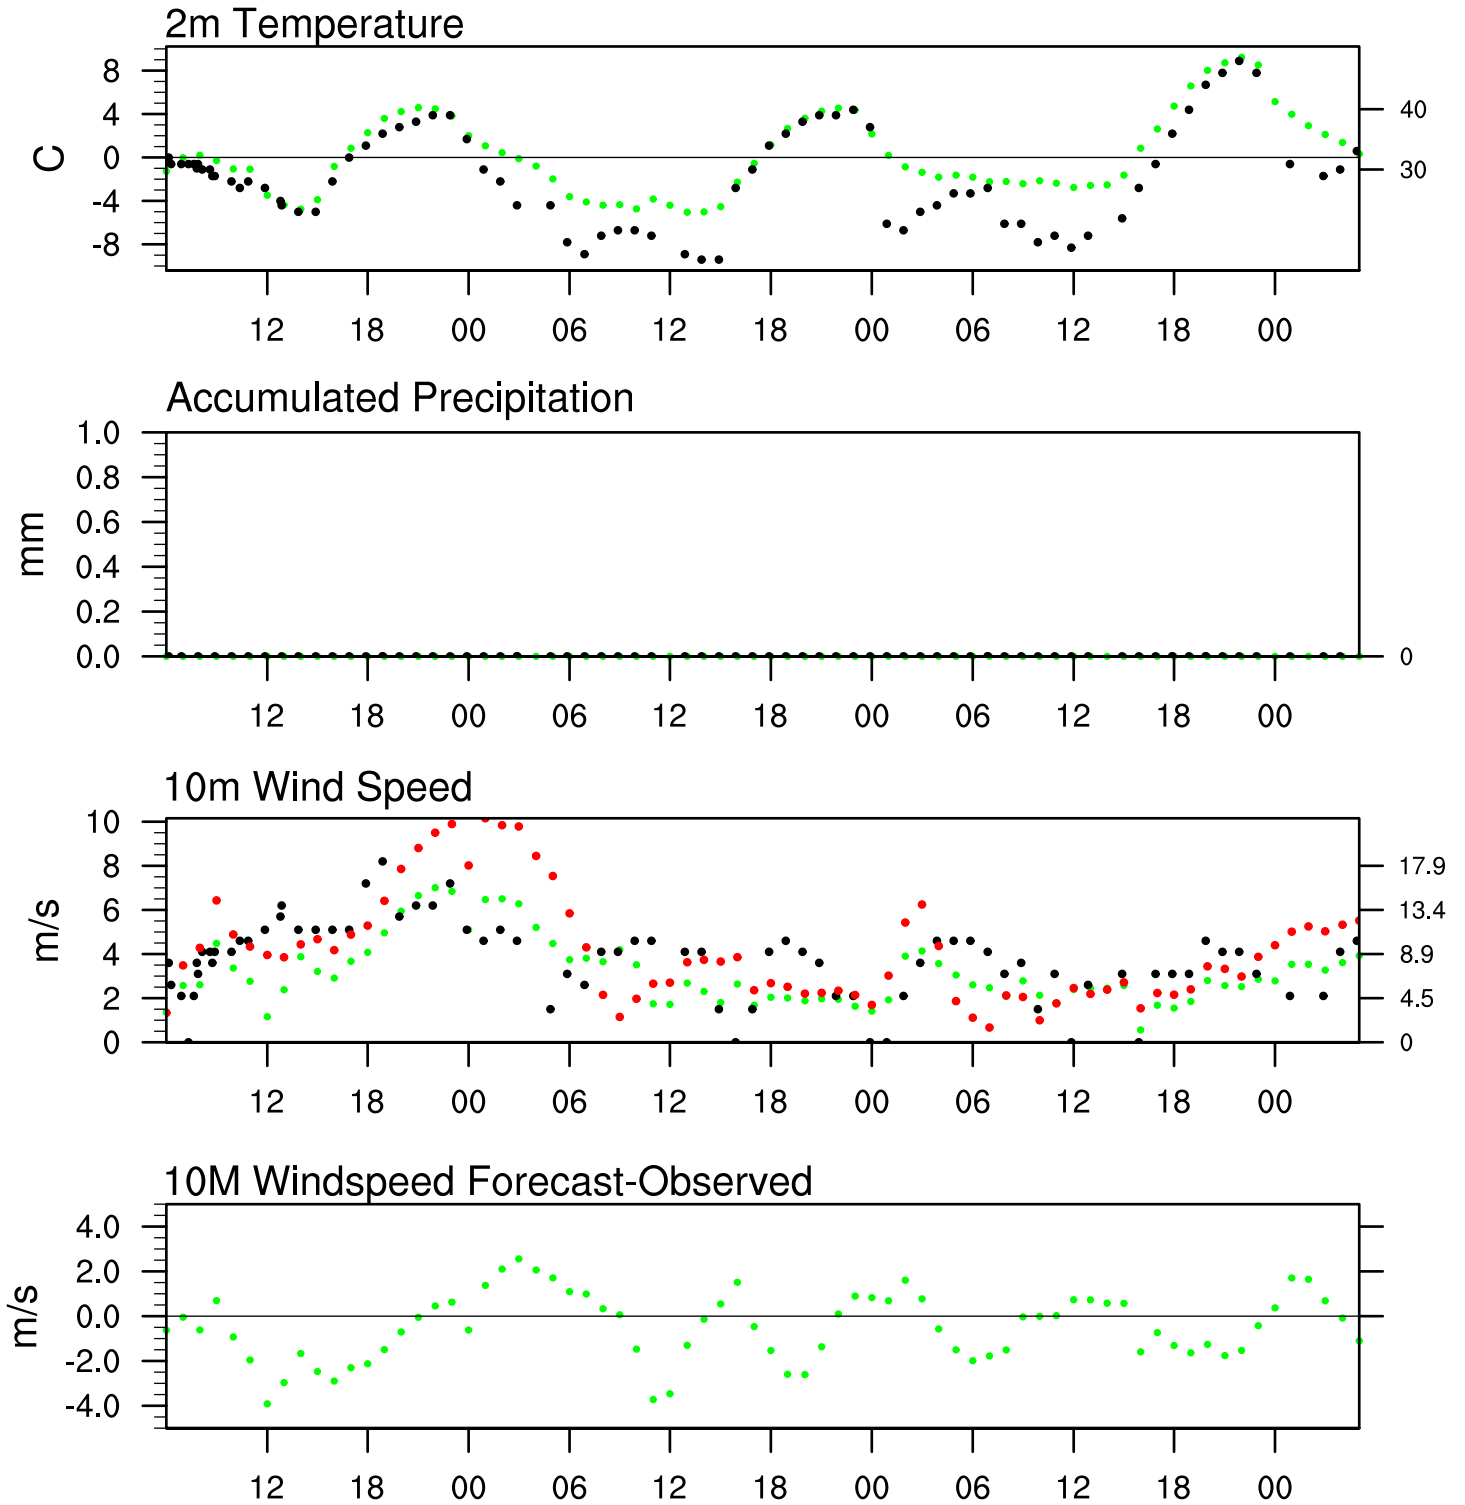 2m Temperature
8
4
0
-4
-8
C
40
30
12 18 00 06 12 18 00 06 12 18 00
Accumulated Precipitation
1.0
0.8
0.6
0.4
0.2
0.0
mm
0
12 18 00 06 12 18 00 06 12 18 00
10m Wind Speed
10
8
6
4
2
0
m/s
17.9
13.4
8.9
4.5
0
12 18 00 06 12 18 00 06 12 18 00
10M Windspeed Forecast-Observed
4.0
2.0
0.0
-2.0
-4.0
m/s
12 18 00 06 12 18 00 06 12 18 00